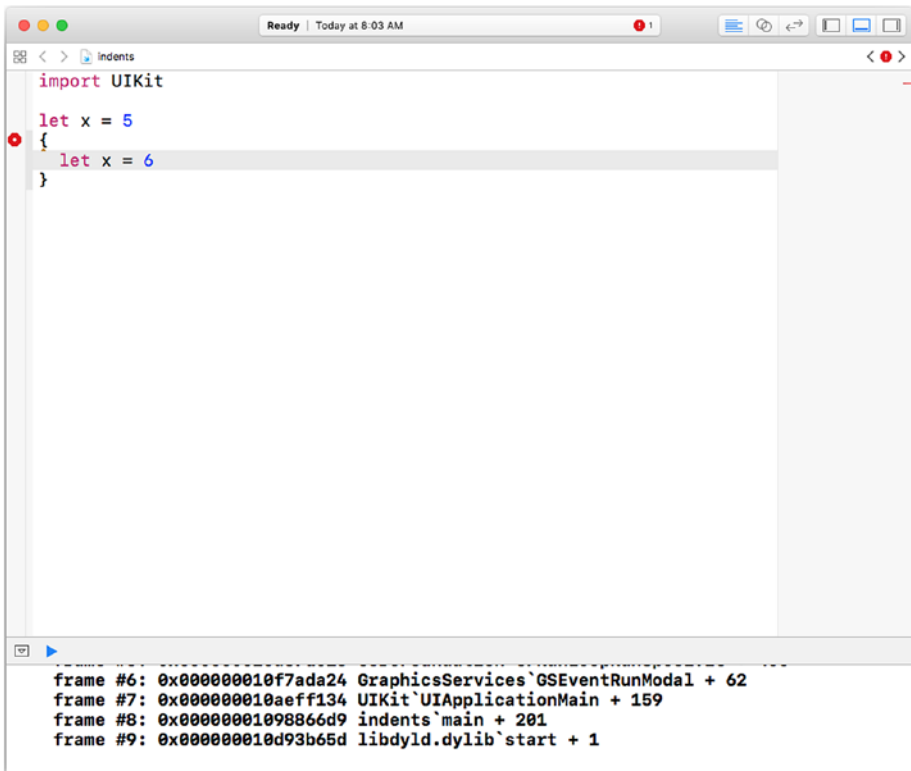 Ready | Today at 8:03 AM 1
indents
import UIKit
let x = 5
{
let x = 6
}
frame #6: 0x000000010f7ada24 GraphicsServices`GSEventRunModal + 62
frame #7: 0x000000010aeff134 UIKit`UIApplicationMain + 159
frame #8: 0x00000001098866d9 indents`main + 201
frame #9: 0x000000010d93b65d libdyld.dylib`start + 1